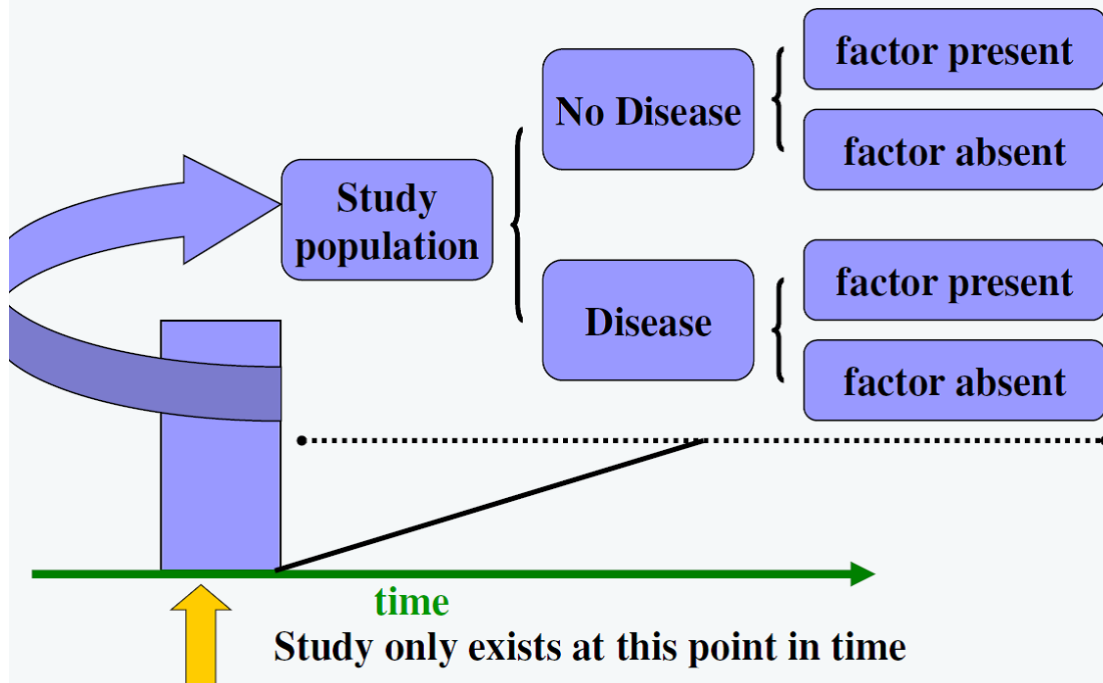 factor present
No Disease
factor absent
Study
population
factor present
Disease
factor absent
time
Study only exists at this point in time